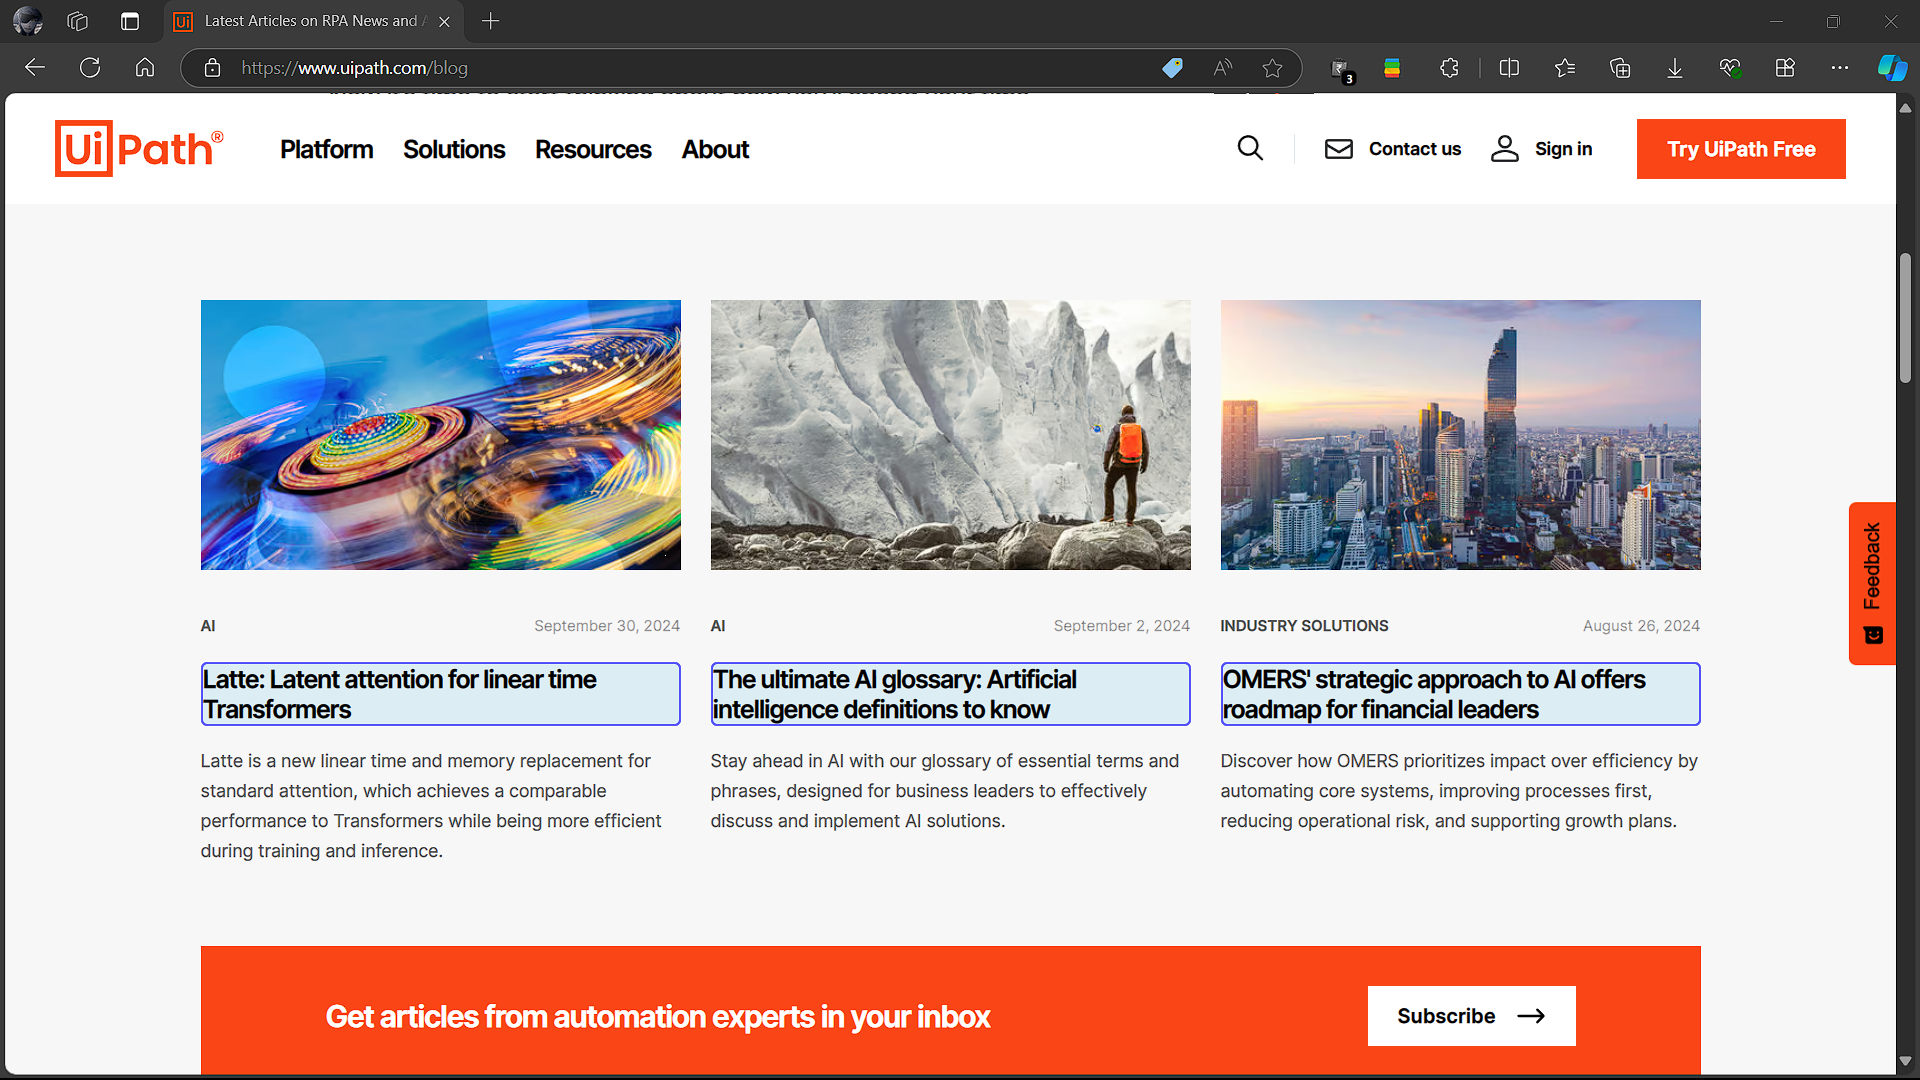 Latest Articles on RPA News and
https://www.uipath.com/blog
3
UiPath®
Platform
Solutions
Resources
About
Contact us
Sign in
Try UiPath Free
AI
September 30, 2024
Latte: Latent attention for linear time
Transformers
Latte is a new linear time and memory replacement for
standard attention, which achieves a comparable
performance to Transformers while being more efficient
during training and inference.
AI
September 2, 2024
The ultimate AI glossary: Artificial
intelligence definitions to know
Stay ahead in AI with our glossary of essential terms and
phrases, designed for business leaders to effectively
discuss and implement AI solutions.
INDUSTRY SOLUTIONS
August 26, 2024
OMERS' strategic approach to AI offers
roadmap for financial leaders
Discover how OMERS prioritizes impact over efficiency by
automating core systems, improving processes first,
reducing operational risk, and supporting growth plans.
Feedback
Get articles from automation experts in your inbox
Subscribe